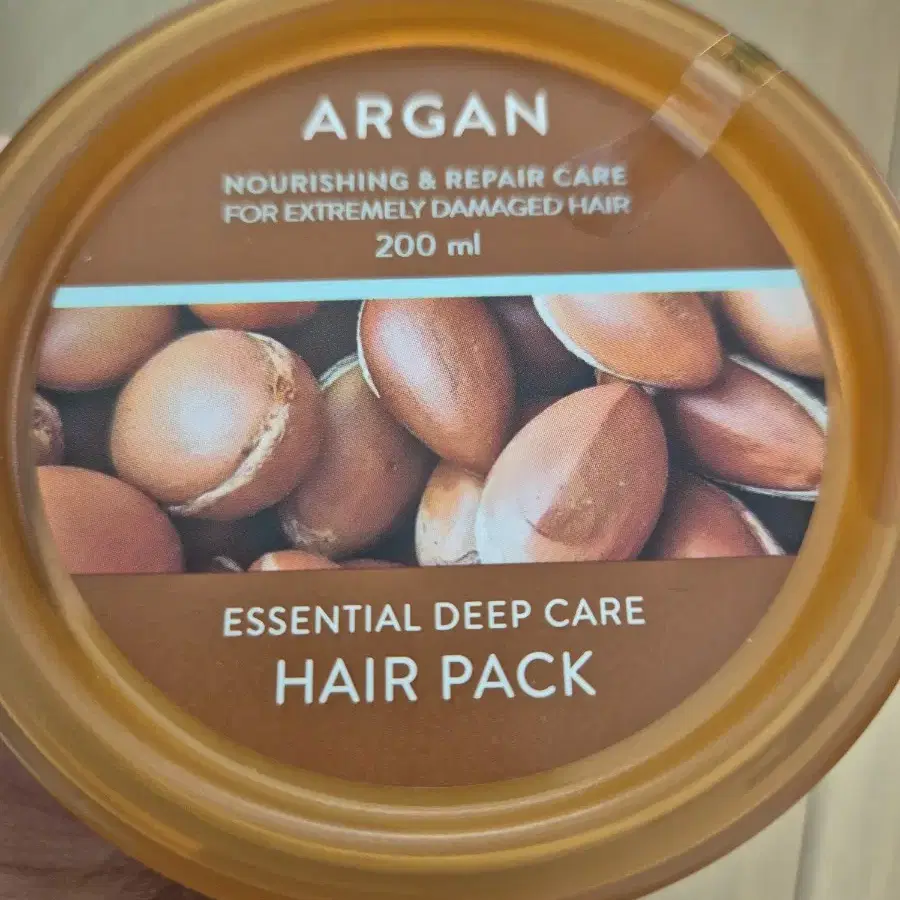 ARGAN
NOURISHING & REPAIR CARE
FOR EXTREMELY DAMAGED HAIR
200 ml
ESSENTIAL DEEP CARE
HAIR PACK